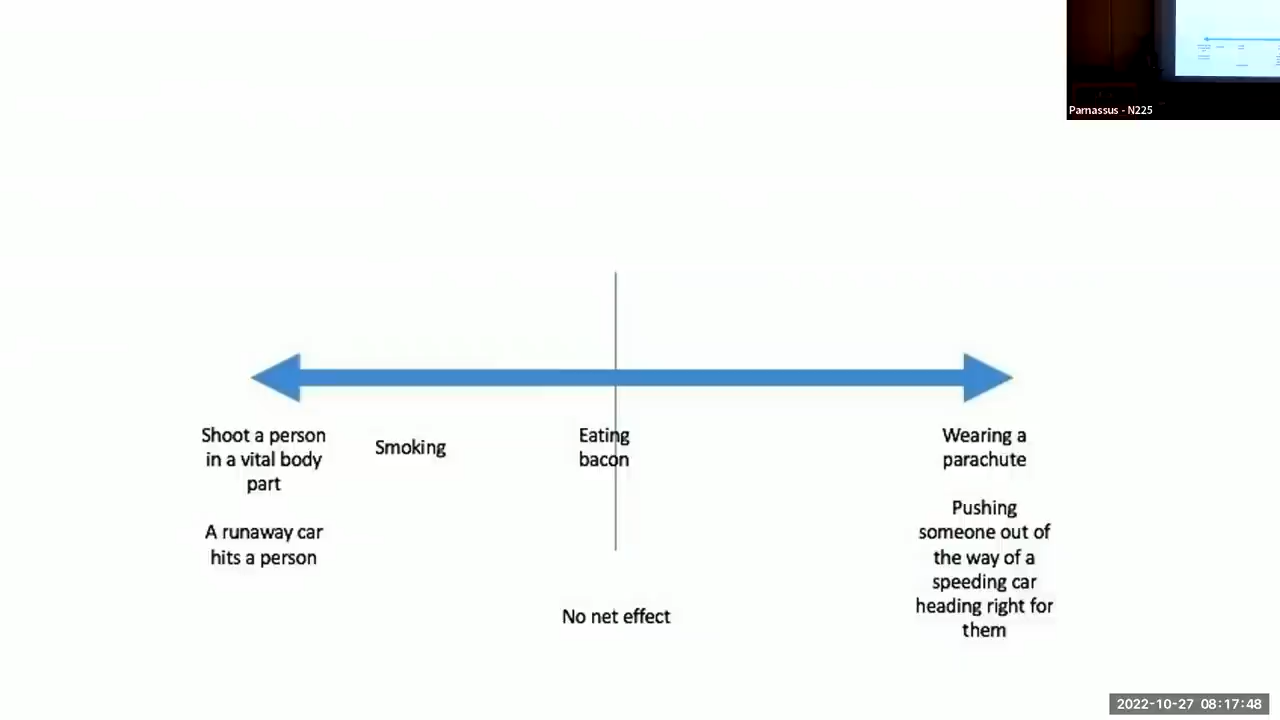 Parnassus - N225
Shoot a person
in a vital body
part
A runaway car
hits a person
Smoking
Eating
bacon
No net effect
Wearing a
parachute
Pushing
someone out of
the way of a
speeding car
heading right for
them
2022-10-27 08:17:48